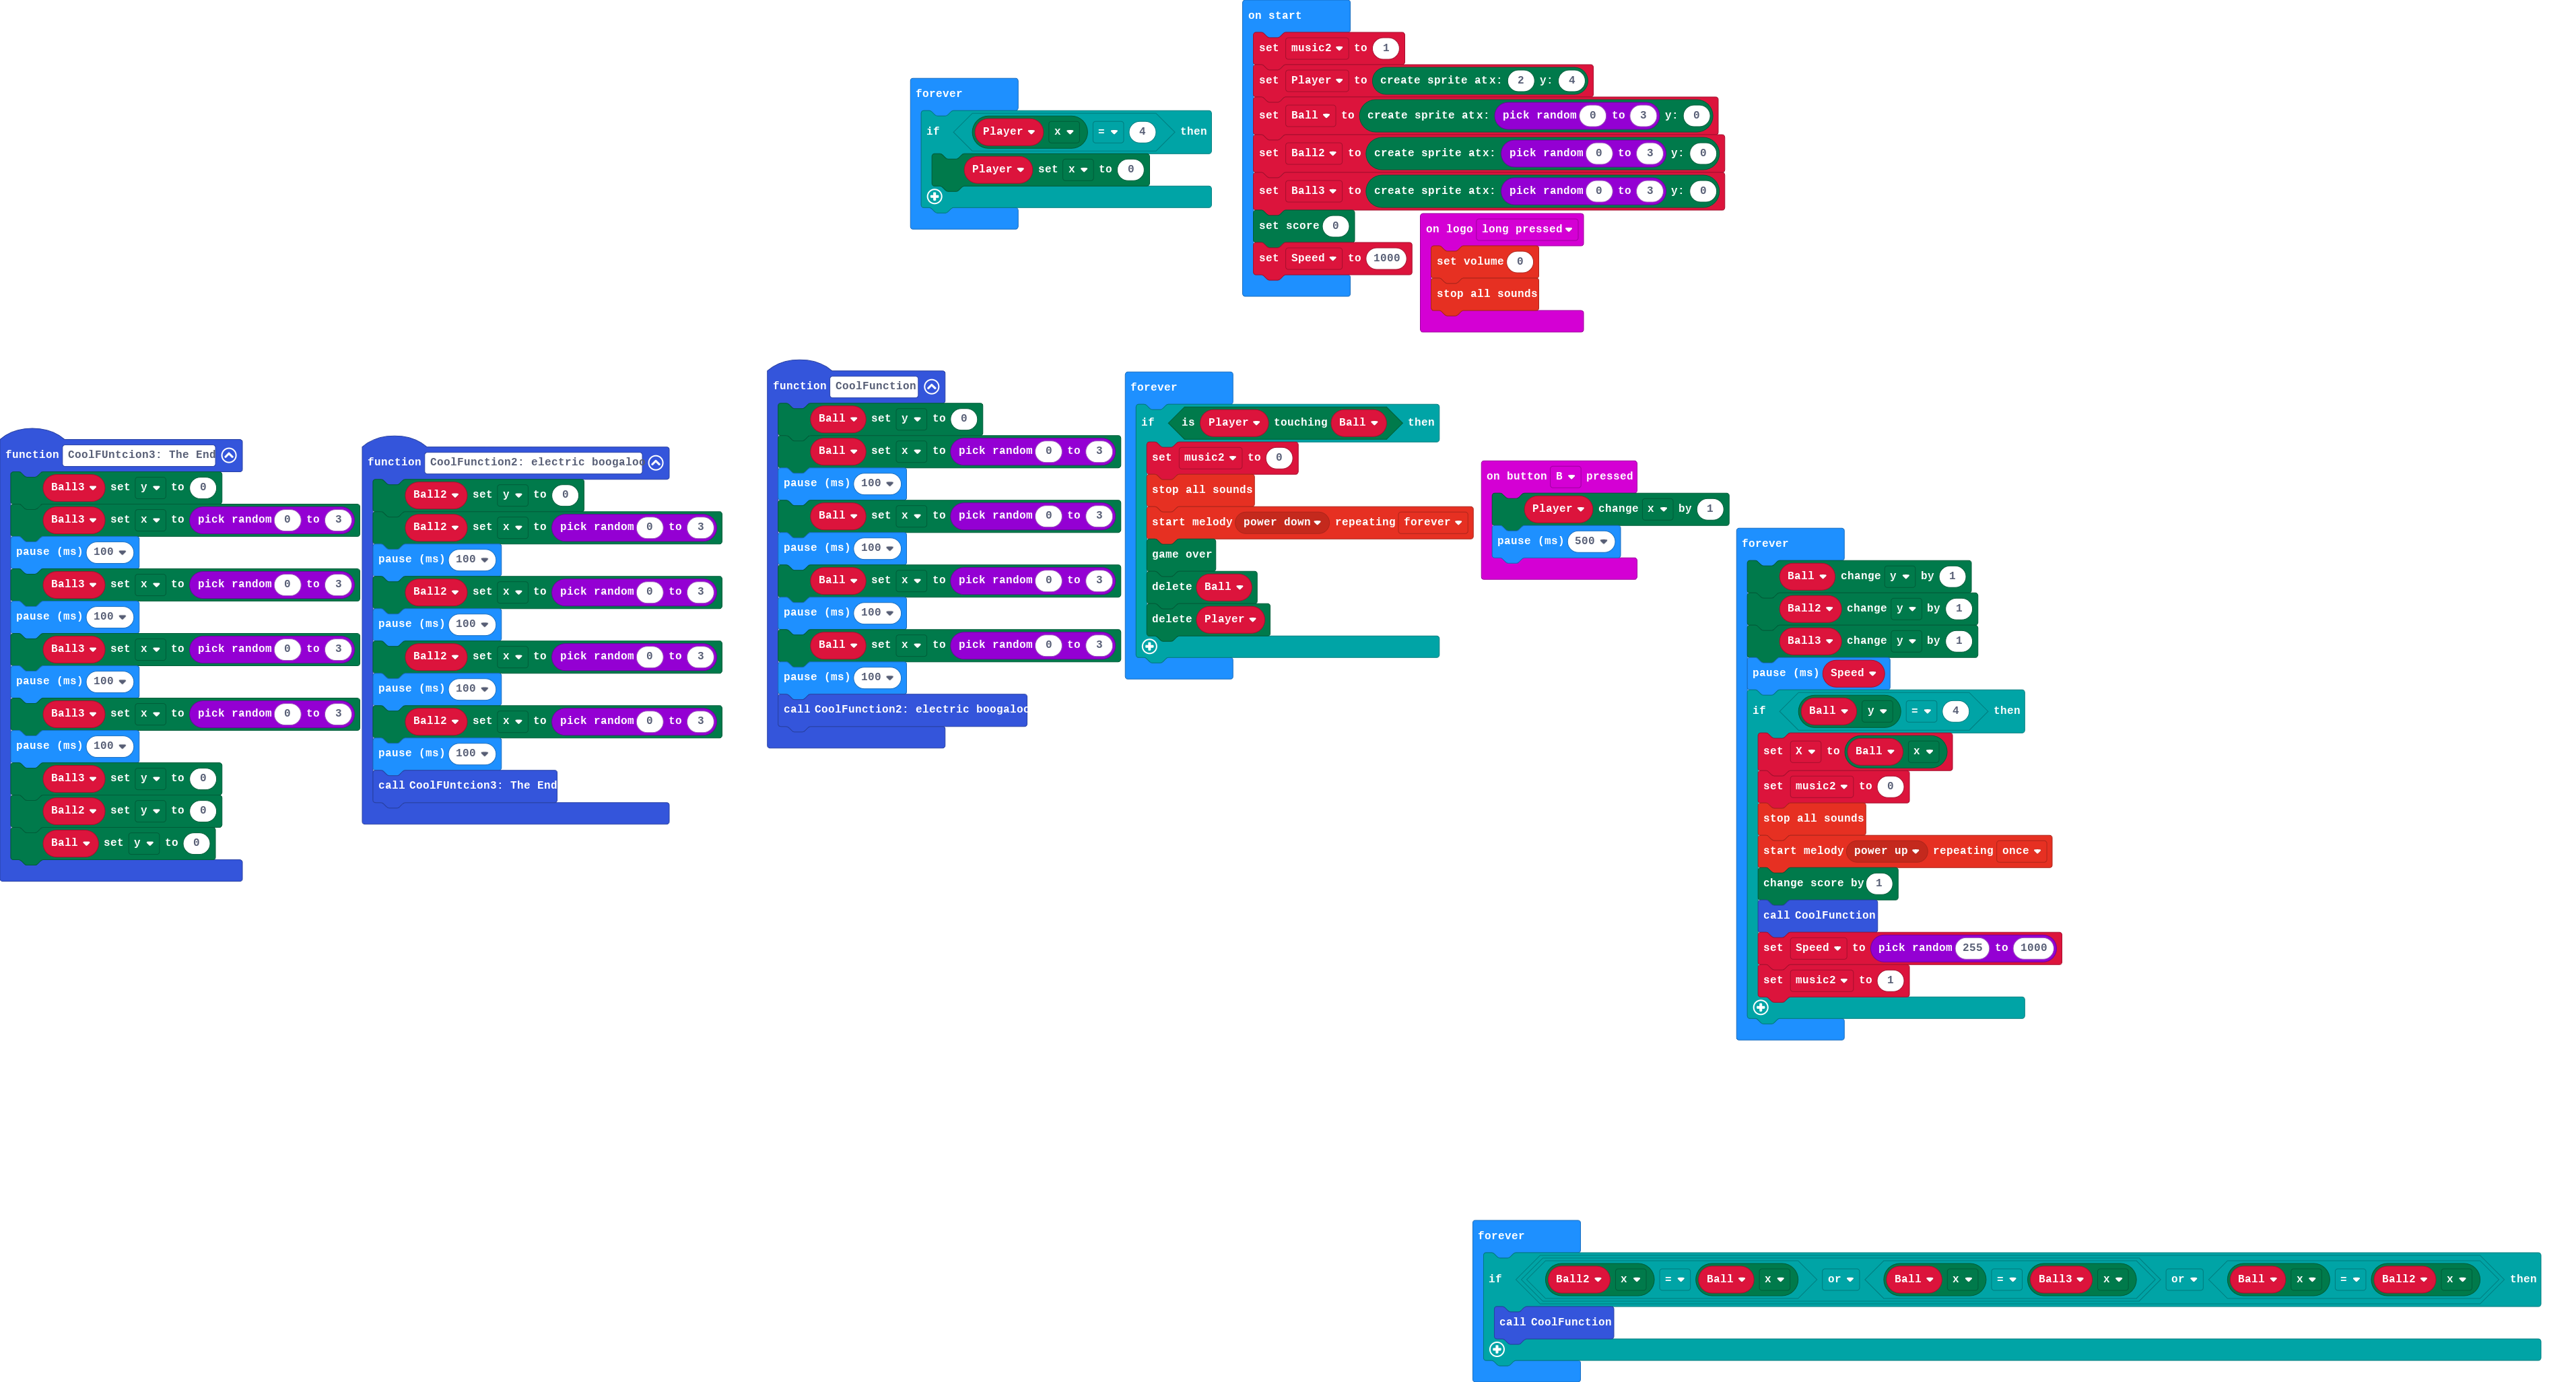 on start
set music2 to 1
set Player to create sprite at x: 2 y: 4
set Ball to create sprite at x: pick random 0 to 3 y: 0
set Ball2 to create sprite at x: pick random 0 to 3 y: 0
set Ball3 to create sprite at x: pick random 0 to 3 y: 0
set score 0
set Speed to 1000
forever
if Player x = 4 then
Player set x to 0
on logo long pressed
set volume 0
stop all sounds
function CoolFUntcion3: The End
Ball3 set y to 0
Ball3 set x to pick random 0 to 3
pause (ms) 100
Ball3 set x to pick random 0 to 3
pause (ms) 100
Ball3 set x to pick random 0 to 3
pause (ms) 100
Ball3 set x to pick random 0 to 3
pause (ms) 100
Ball3 set y to 0
Ball2 set y to 0
Ball set y to 0
function CoolFunction2: electric boogaloo
Ball2 set y to 0
Ball2 set x to pick random 0 to 3
pause (ms) 100
Ball2 set x to pick random 0 to 3
pause (ms) 100
Ball2 set x to pick random 0 to 3
pause (ms) 100
Ball2 set x to pick random 0 to 3
pause (ms) 100
call CoolFUntcion3: The End
function CoolFunction
Ball set y to 0
Ball set x to pick random 0 to 3
pause (ms) 100
Ball set x to pick random 0 to 3
pause (ms) 100
Ball set x to pick random 0 to 3
pause (ms) 100
Ball set x to pick random 0 to 3
pause (ms) 100
call CoolFunction2: electric boogaloo
forever
if is Player touching Ball then
set music2 to 0
stop all sounds
start melody power down repeating forever
game over
delete Ball
delete Player
on button B pressed
Player change x by 1
pause (ms) 500
forever
Ball change y by 1
Ball2 change y by 1
Ball3 change y by 1
pause (ms) Speed
if Ball y = 4 then
set X to Ball x
set music2 to 0
stop all sounds
start melody power up repeating once
change score by 1
call CoolFunction
set Speed to pick random 255 to 1000
set music2 to 1
forever
if Ball2 x = Ball x or Ball x = Ball3 x or Ball x = Ball2 x then
call CoolFunction